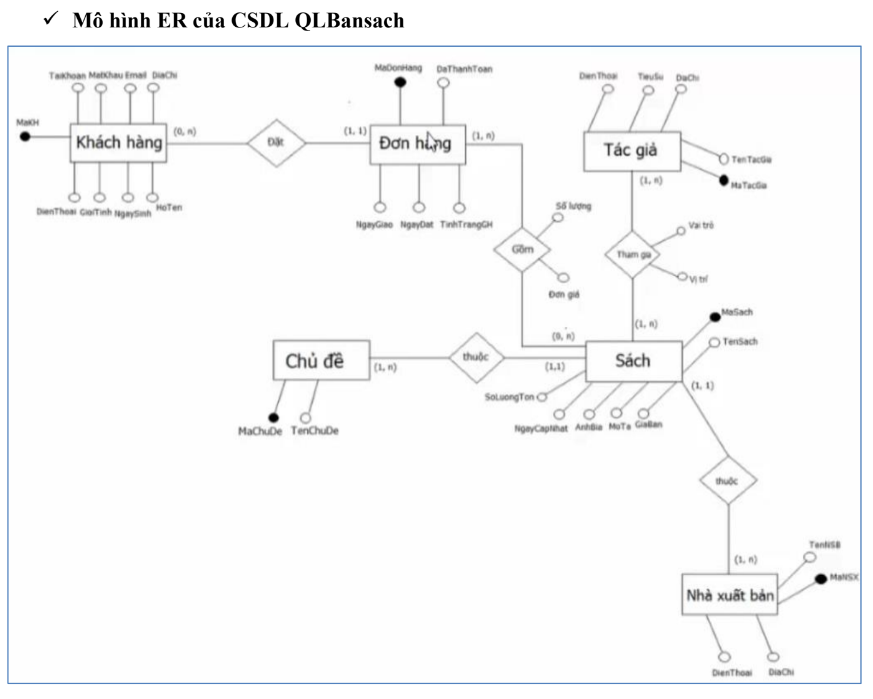 ✓ Mô hình ER của CSDL QLBansach
TaiKhoan MatKhau Email DiaChi
MaKH
Khách hàng
(0, n)
DienThoai GioiTinh NgaySinh HoTen
Đặt
MaDonHang DaThanhToan
(1, 1)
Đơn hàng
(1, n)
NgayGiao NgayDat TinhTrangGH
DienThoai TieuSu DiaChi
Tác giả
TenTacGia
MaTacGia
(1, n)
Số lượng
Gồm
Đơn giá
Vai trò
Tham gia
Vị trí
(0, n)
(1, n)
MaSach
TenSach
Chủ đề
(1, n)
thuộc
(1,1)
Sách
(1, 1)
SoLuongTon
NgayCapNhat AnhBia MoTa GiaBan
MaChuDe TenChuDe
thuộc
(1, n)
TenNSB
MaNSX
Nhà xuất bản
DienThoai DiaChi